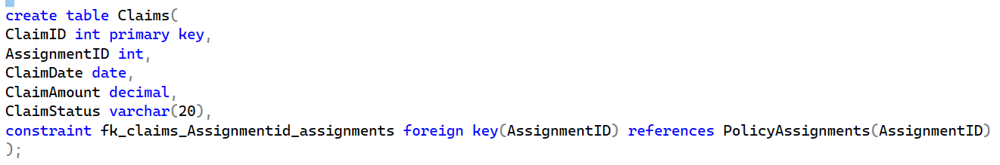 create table Claims(
ClaimID int primary key,
AssignmentID int,
ClaimDate date,
ClaimAmount decimal,
ClaimStatus varchar(20),
constraint fk_claims_Assignmentid_assignments foreign key(AssignmentID) references PolicyAssignments(AssignmentID)
);